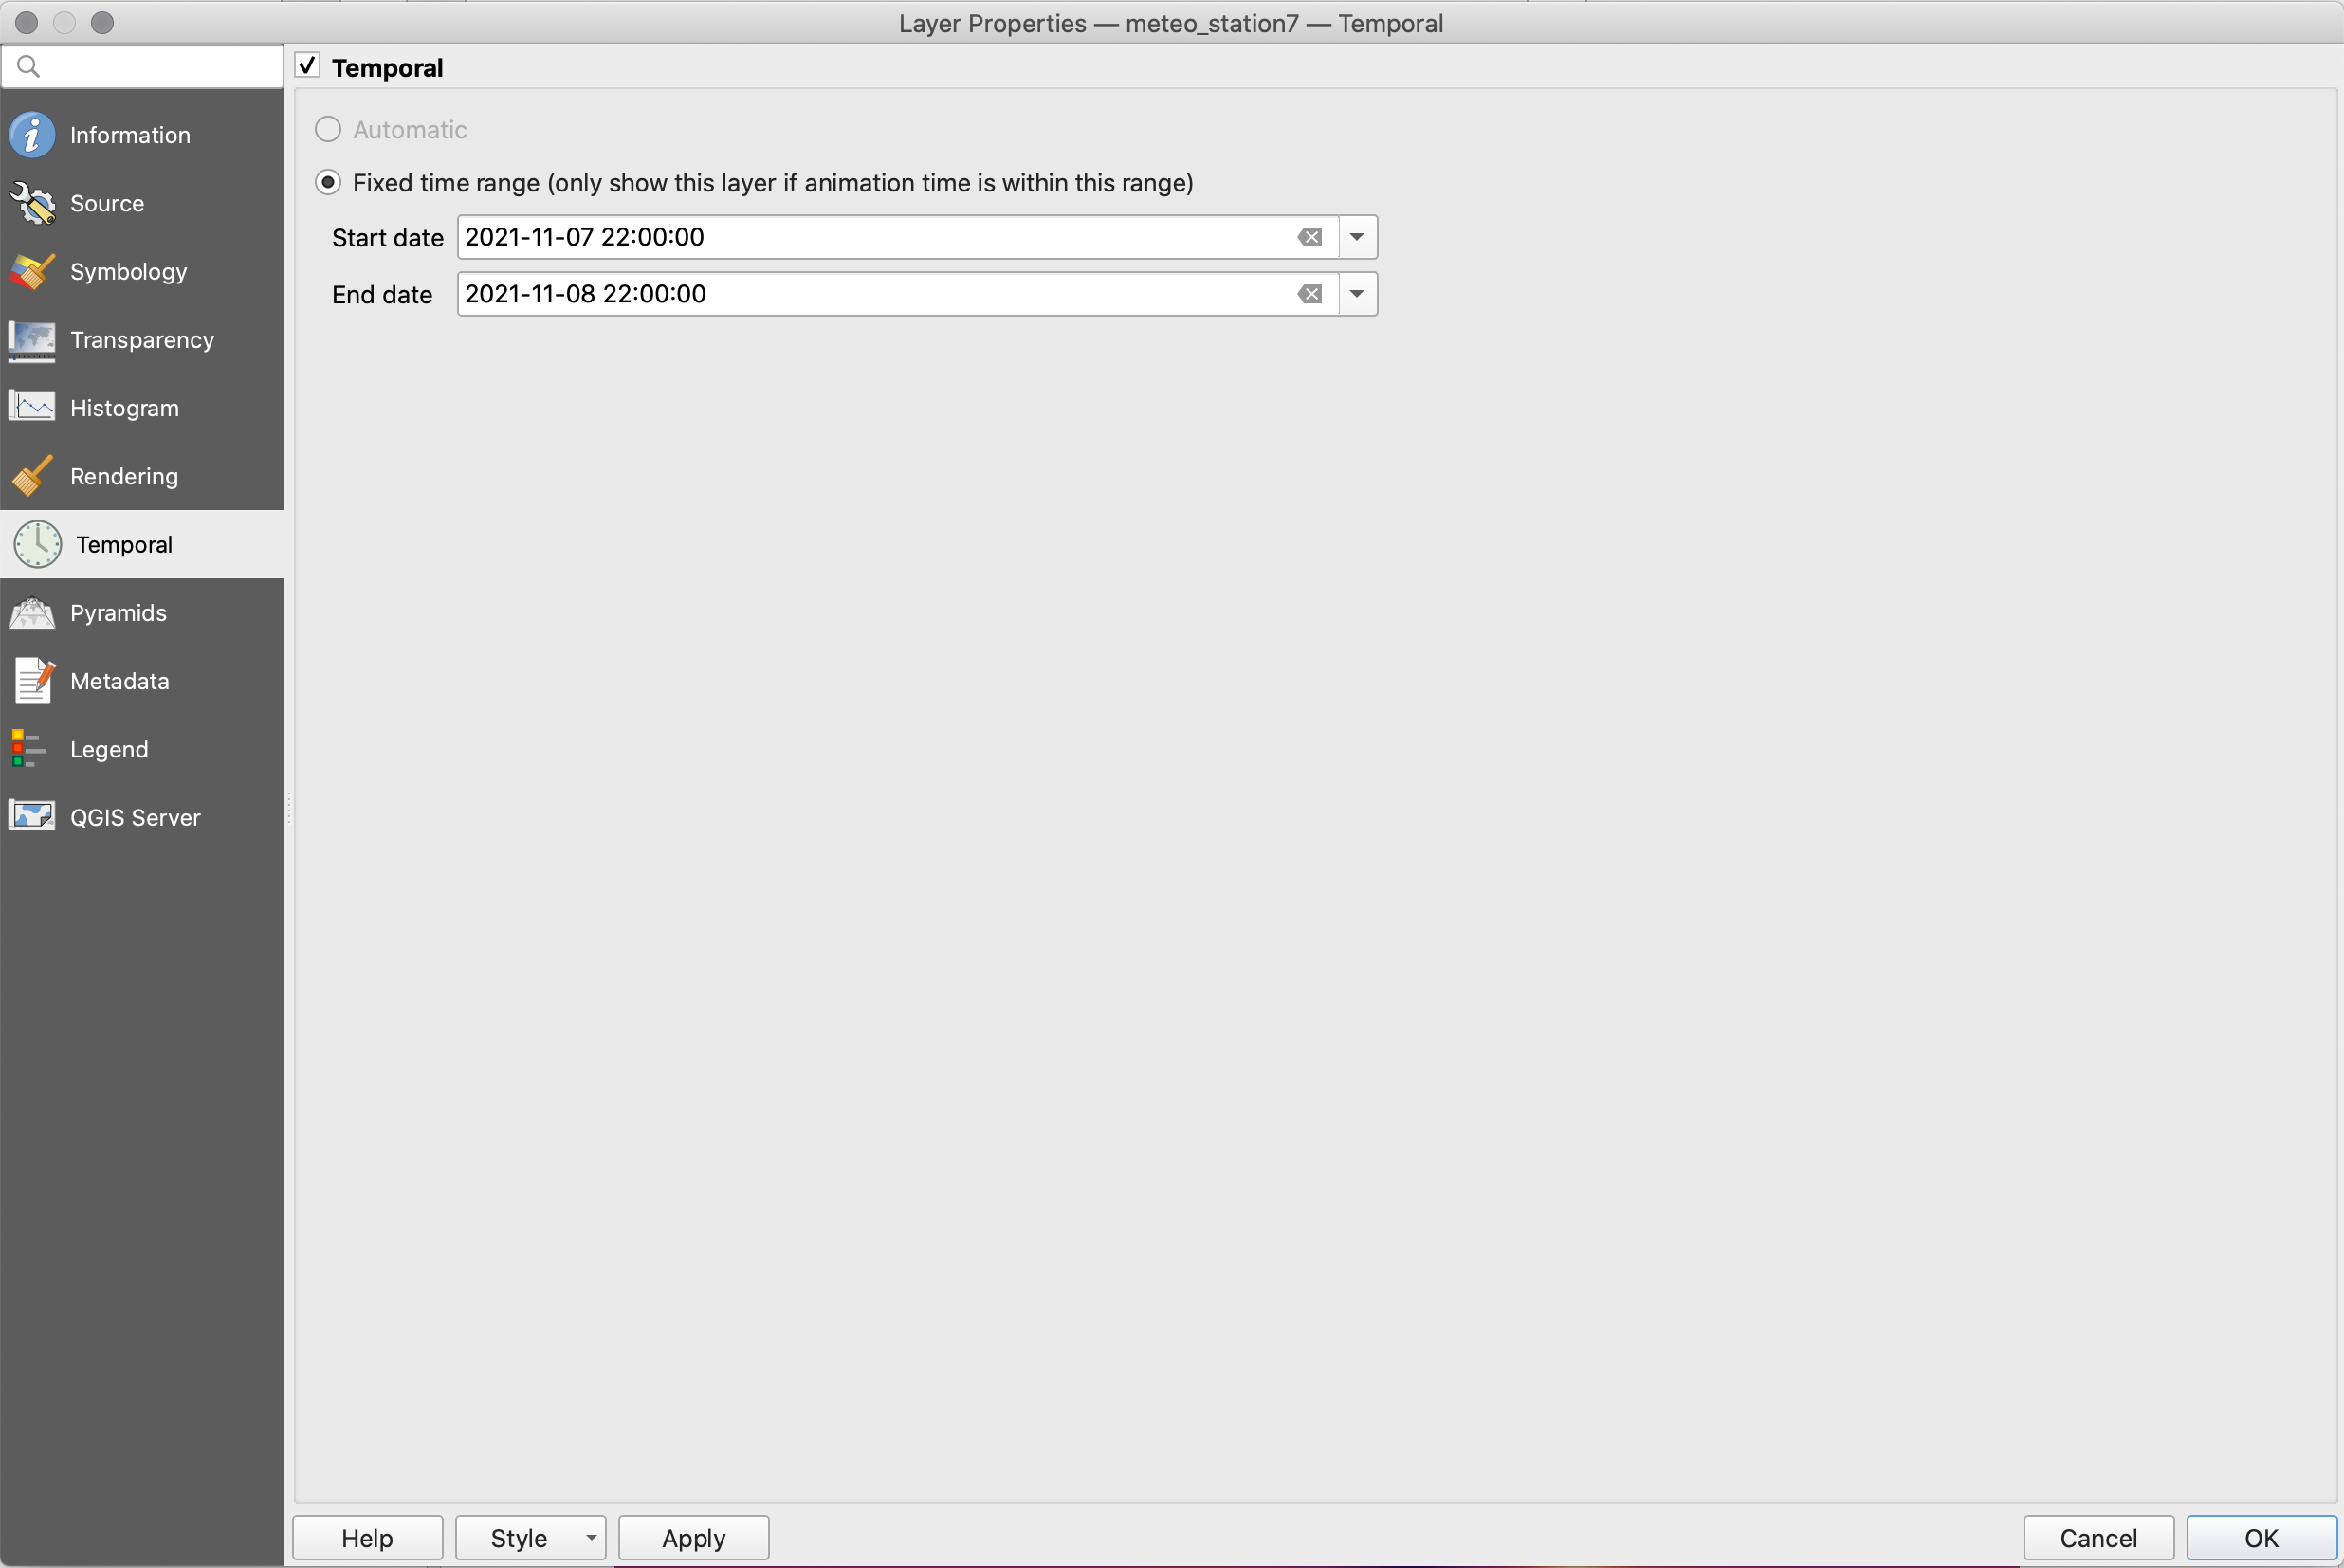 Layer Properties — meteo_station7 — Temporal
Information
Source
Symbology
Transparency
Histogram
Rendering
Temporal
Pyramids
Metadata
Legend
QGIS Server
Temporal
Automatic
Fixed time range (only show this layer if animation time is within this range)
Start date 2021-11-07 22:00:00
End date 2021-11-08 22:00:00
Help Style Apply Cancel OK